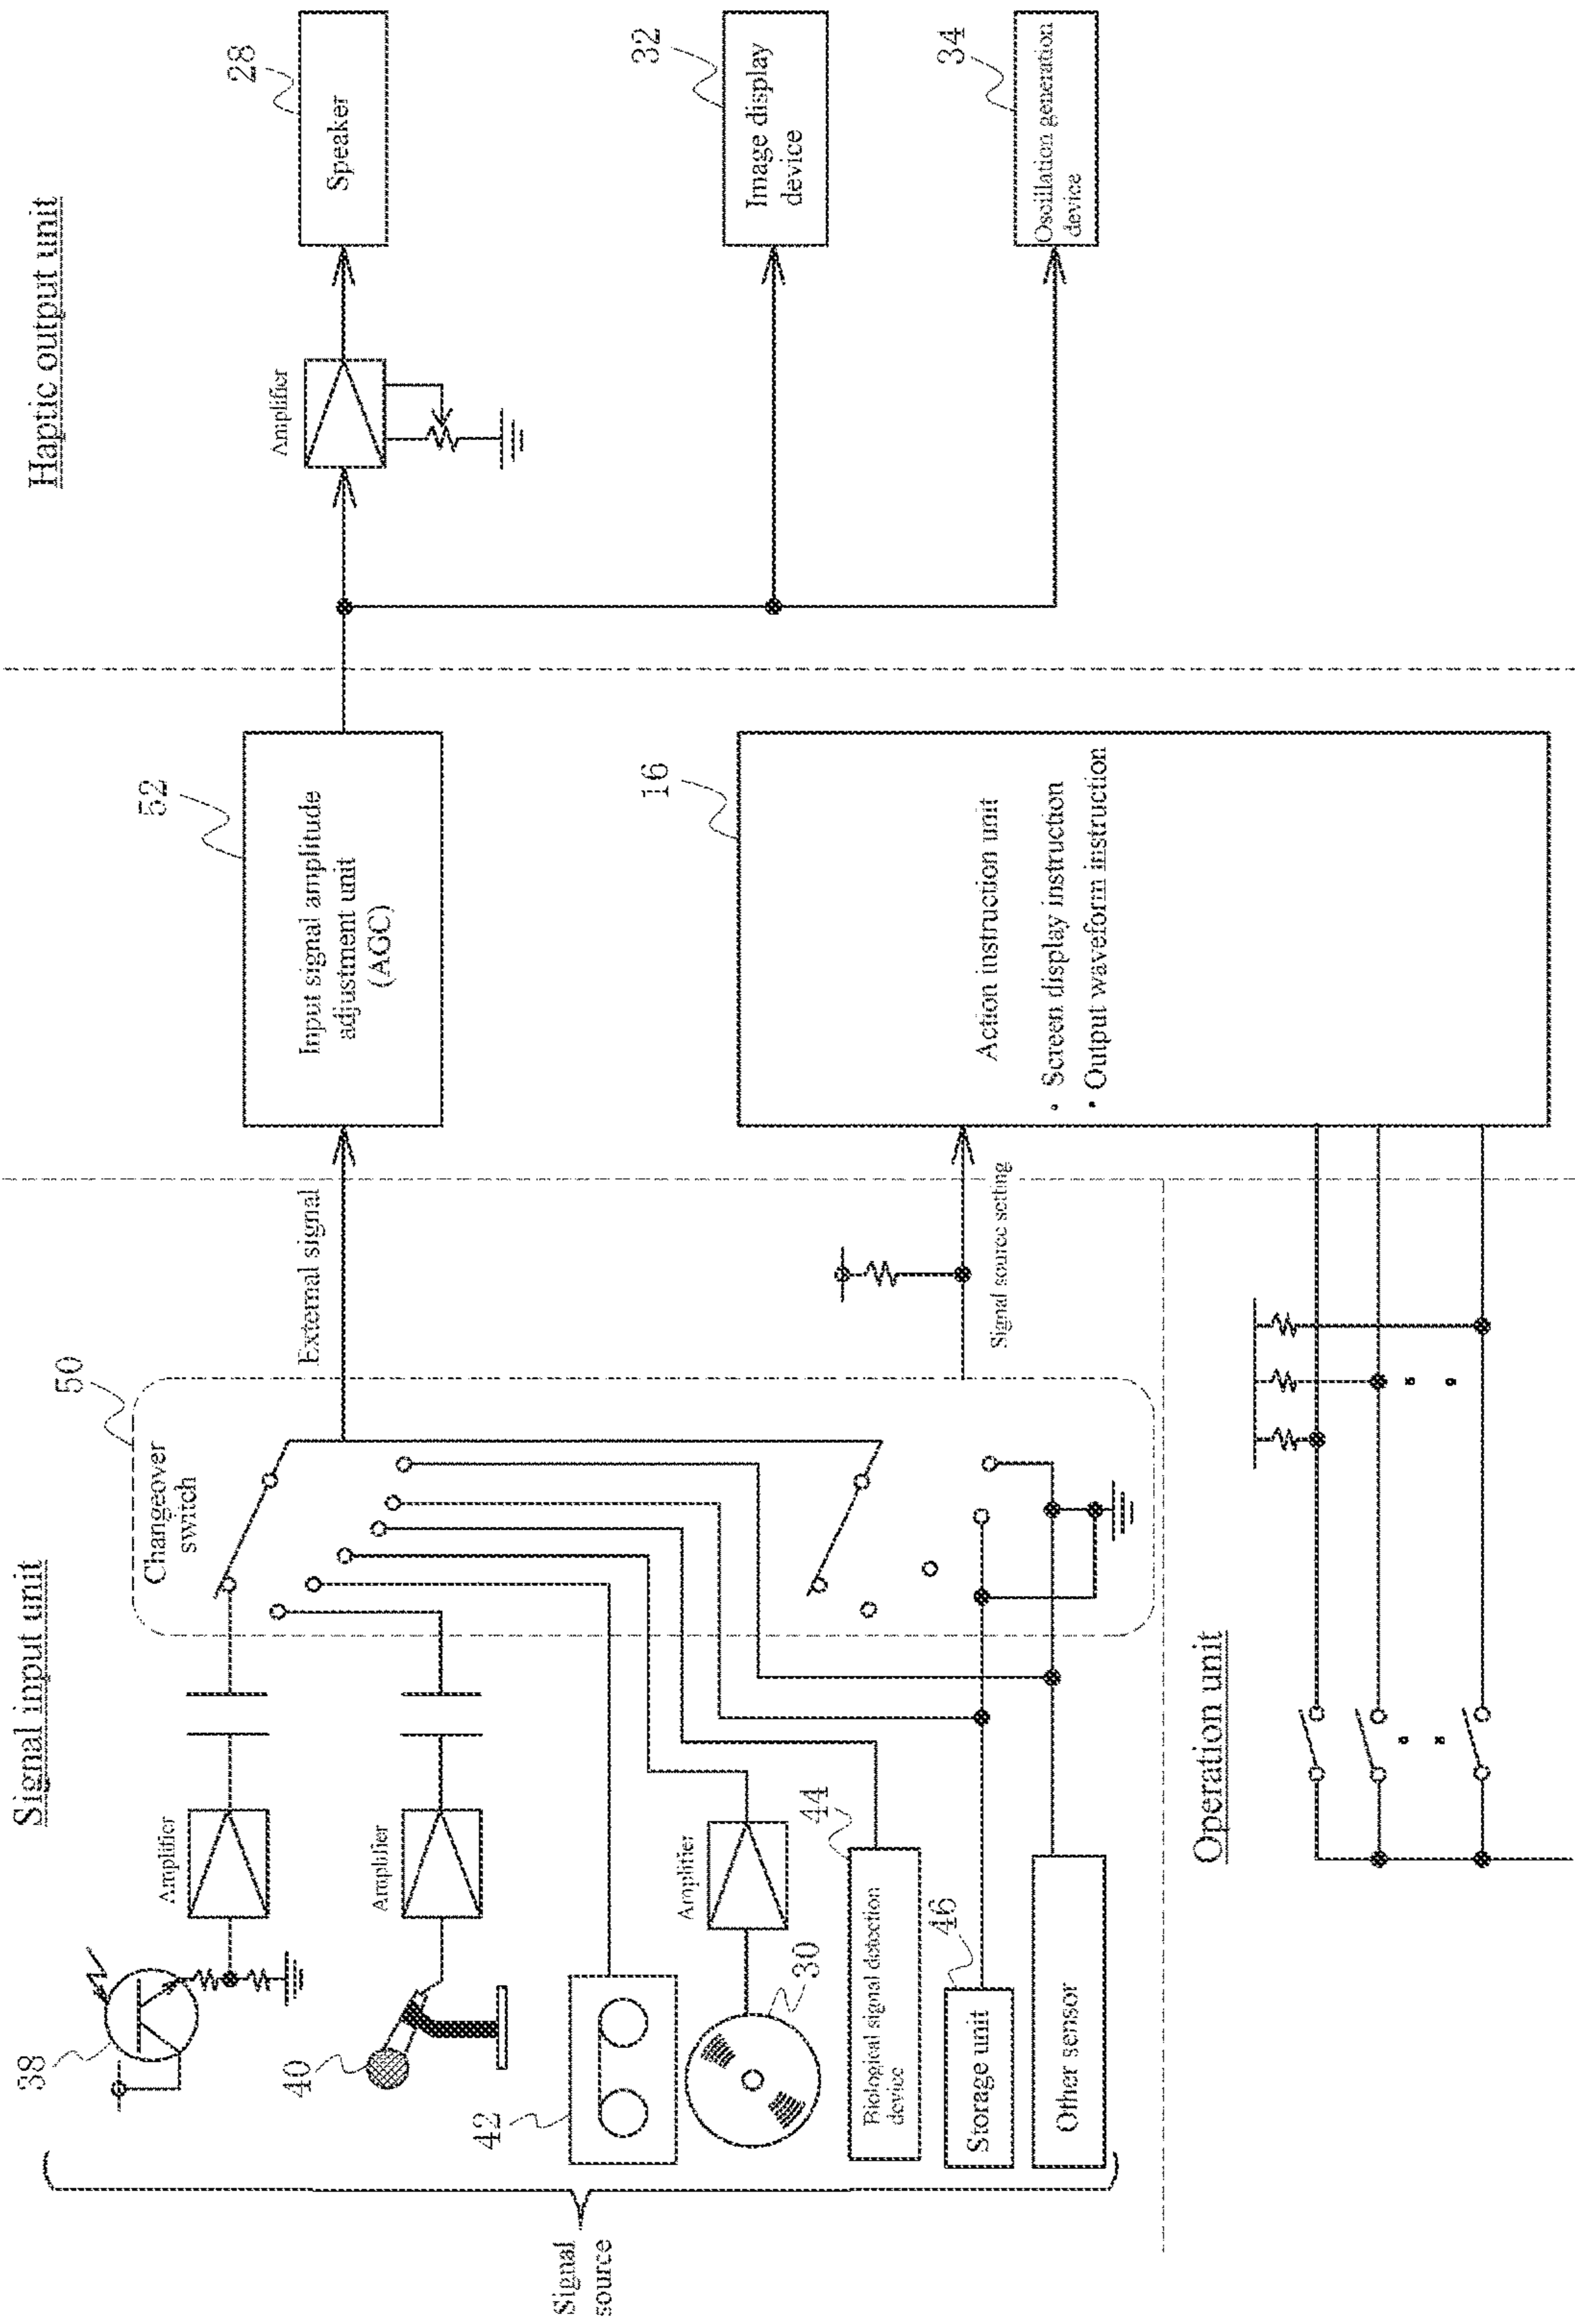 Signal input unit
Haptic output unit
38
Amplifier
Changeover
switch
50
External signal
52
Input signal amplitude
adjustment unit
(AGC)
Amplifier
28
Speaker
40
Amplifier
42
30
Amplifier
32
Image display
device
44
Biological signal detection
device
46
Storage unit
Other sensor
Signal
source
Signal source setting
16
Action instruction unit
• Screen display instruction
• Output waveform instruction
34
Oscillation generation
device
Operation unit